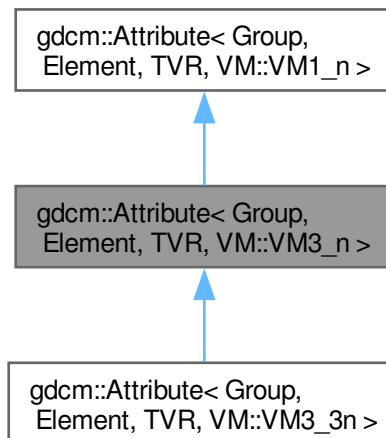 gdcm::Attribute< Group,
Element, TVR, VM::VM1_n >
gdcm::Attribute< Group,
Element, TVR, VM::VM3_n >
gdcm::Attribute< Group,
Element, TVR, VM::VM3_3n >